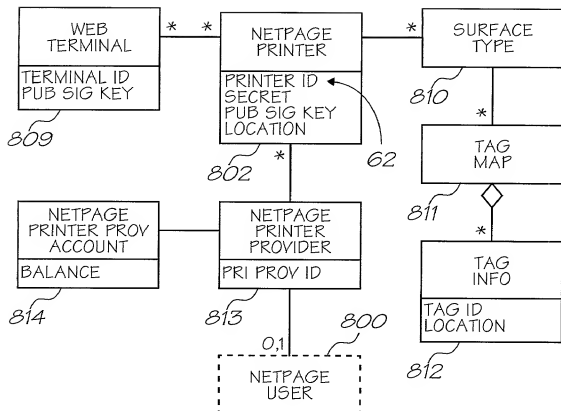 WEB
TERMINAL
TERMINAL ID
PUB SIG KEY
809
*
*
NETPAGE
PRINTER
PRINTER ID
SECRET
PUB SIG KEY
LOCATION
802
62
*
*
SURFACE
TYPE
810
*
TAG
MAP
811
*
TAG
INFO
TAG ID
LOCATION
812
NETPAGE
PRINTER PROV
ACCOUNT
BALANCE
814
NETPAGE
PRINTER
PROVIDER
PRI PROV ID
813
0,1
800
NETPAGE
USER